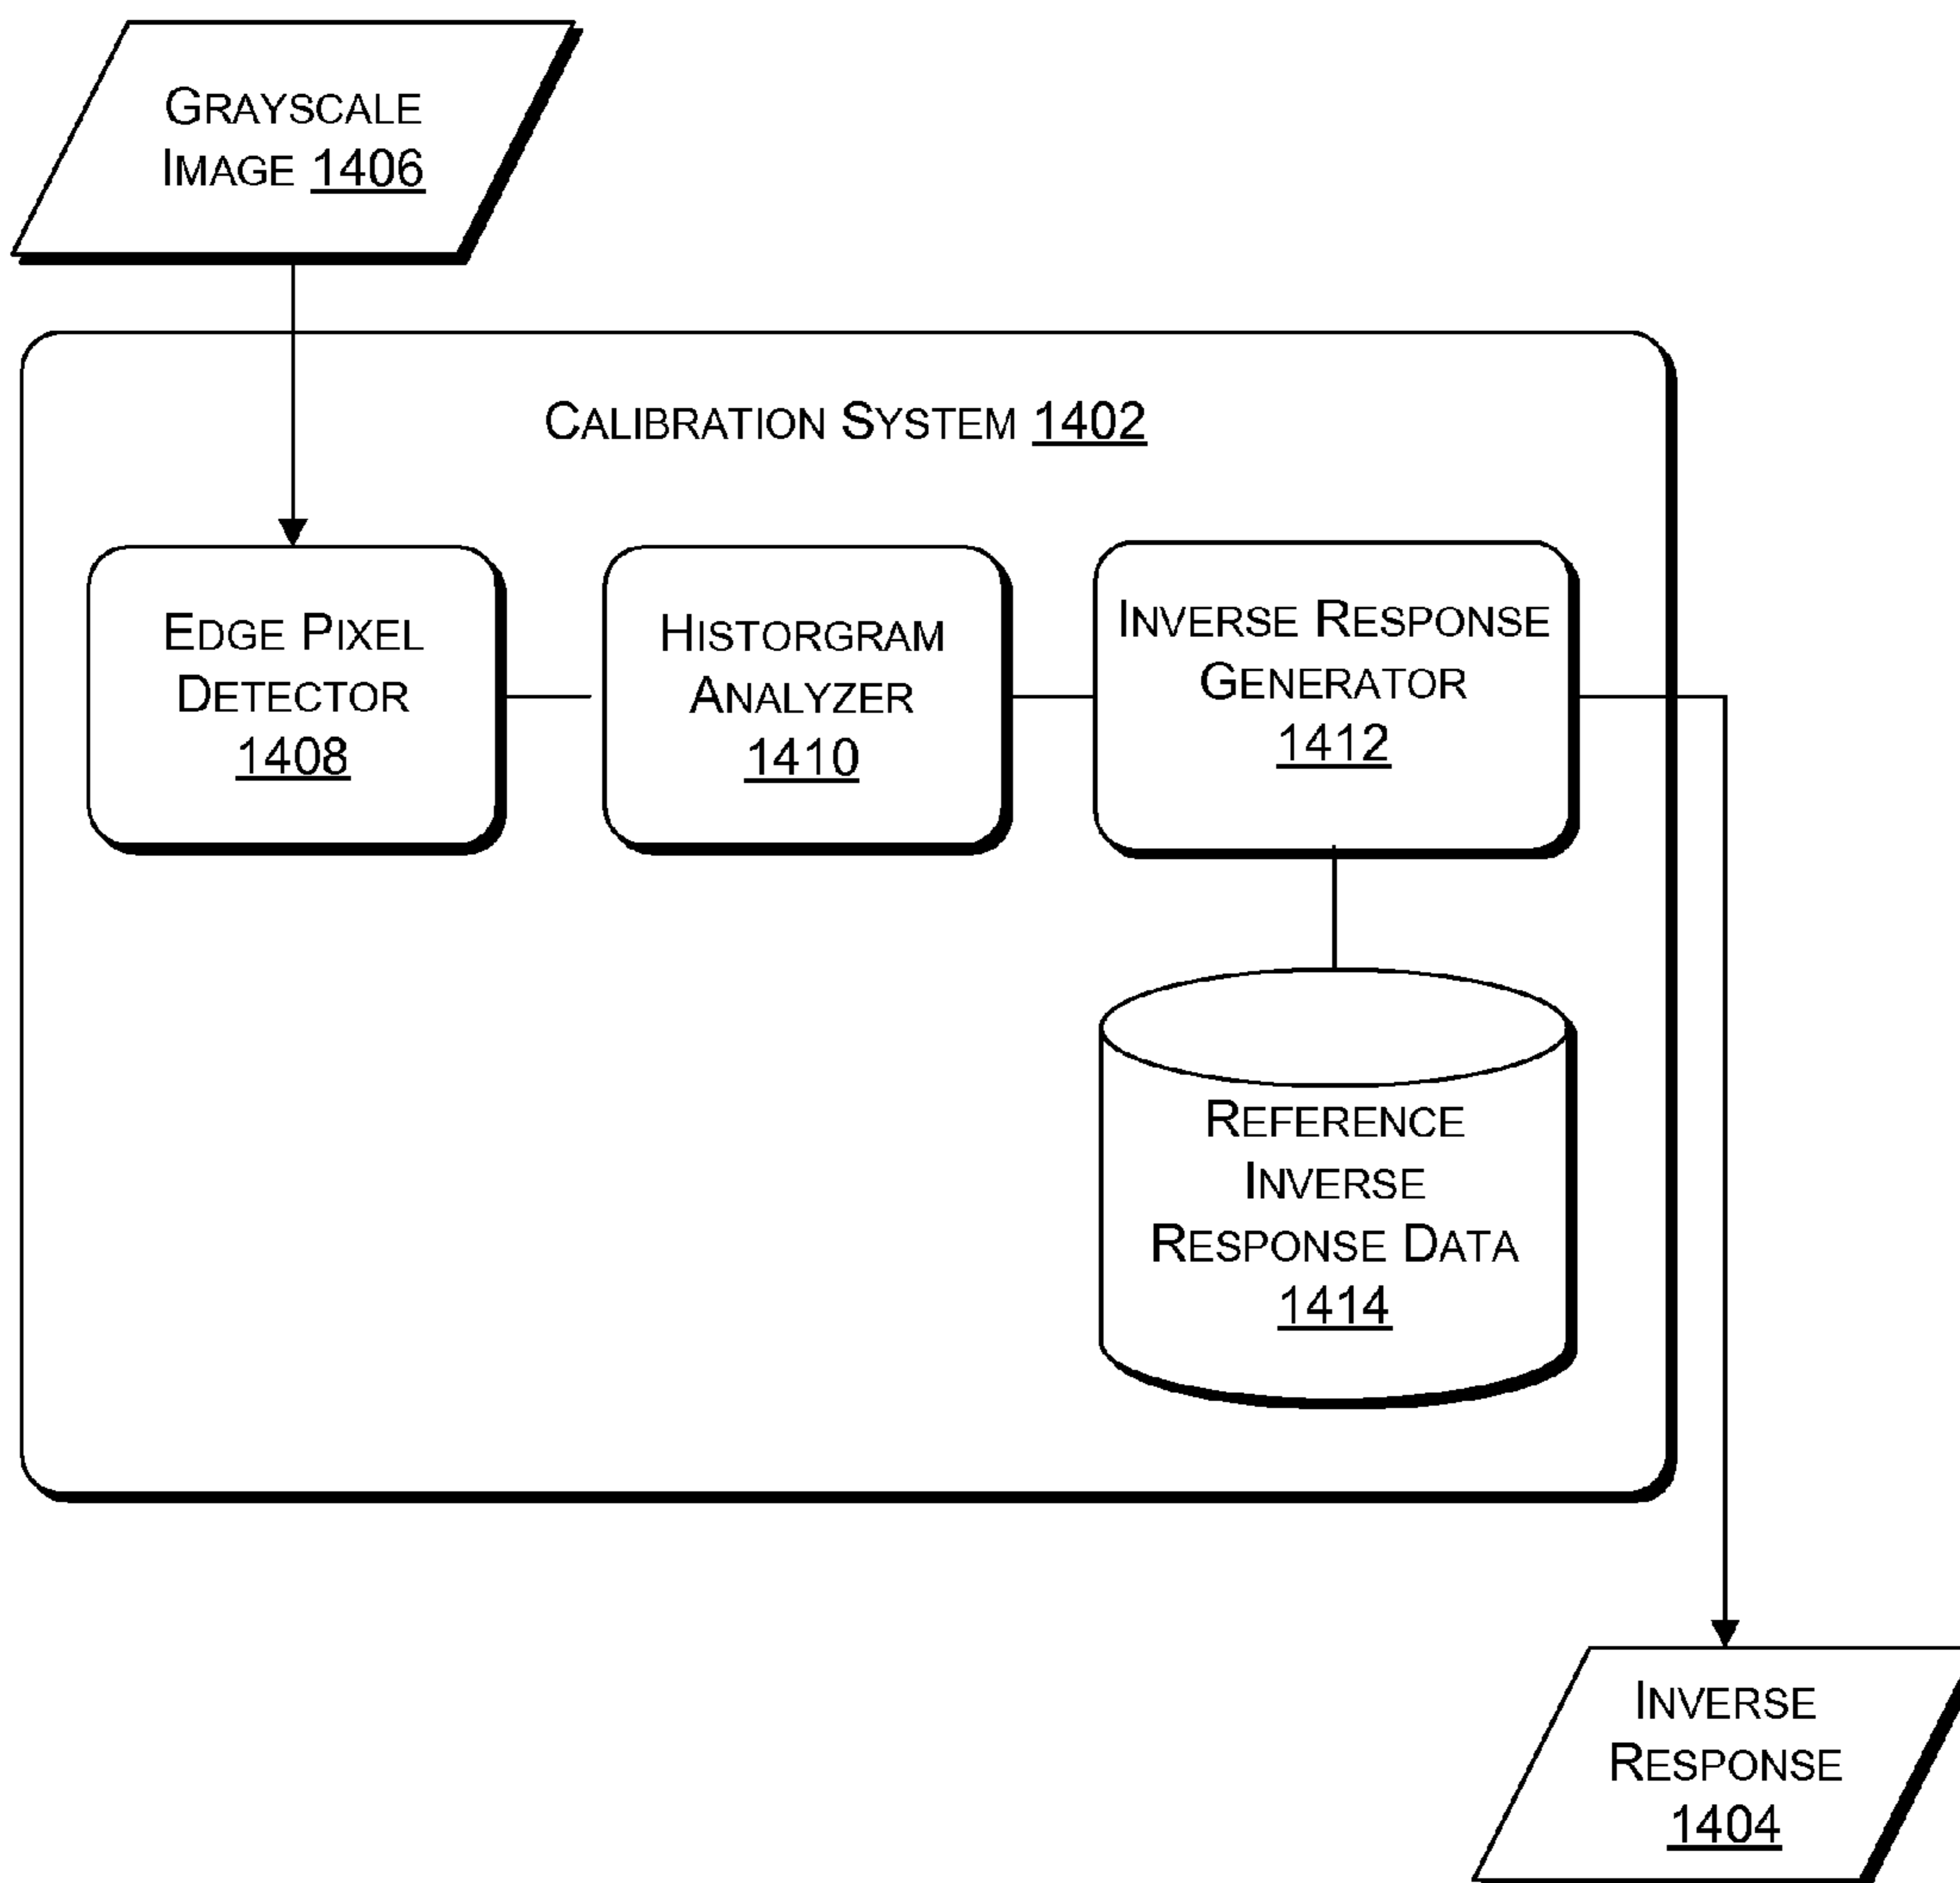 GRAYSCALE
IMAGE 1406
CALIBRATION SYSTEM 1402
EDGE PIXEL
DETECTOR
1408
HISTORGRAM
ANALYZER
1410
INVERSE RESPONSE
GENERATOR
1412
REFERENCE
INVERSE
RESPONSE DATA
1414
INVERSE
RESPONSE
1404